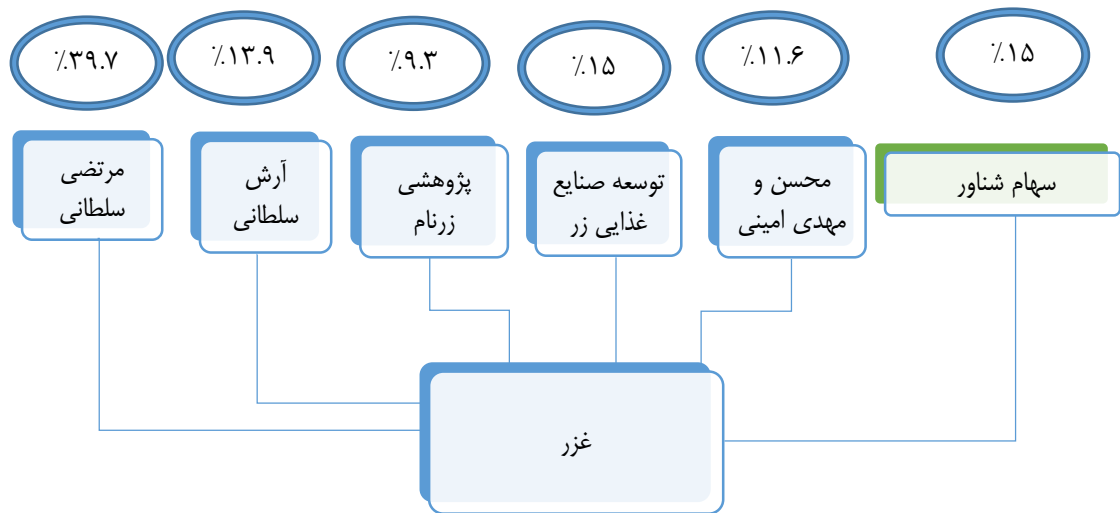 ٪۱۵
٪۱۱.۶
٪۱۵
٪۹.۳
٪۱۳.۹
٪۳۹.۷
سهام شناور
محسن و
مهدی امینی
توسعه صنایع
غذایی زر
پژوهشی
زرنام
آرش
سلطانی
مرتضی
سلطانی
غزر